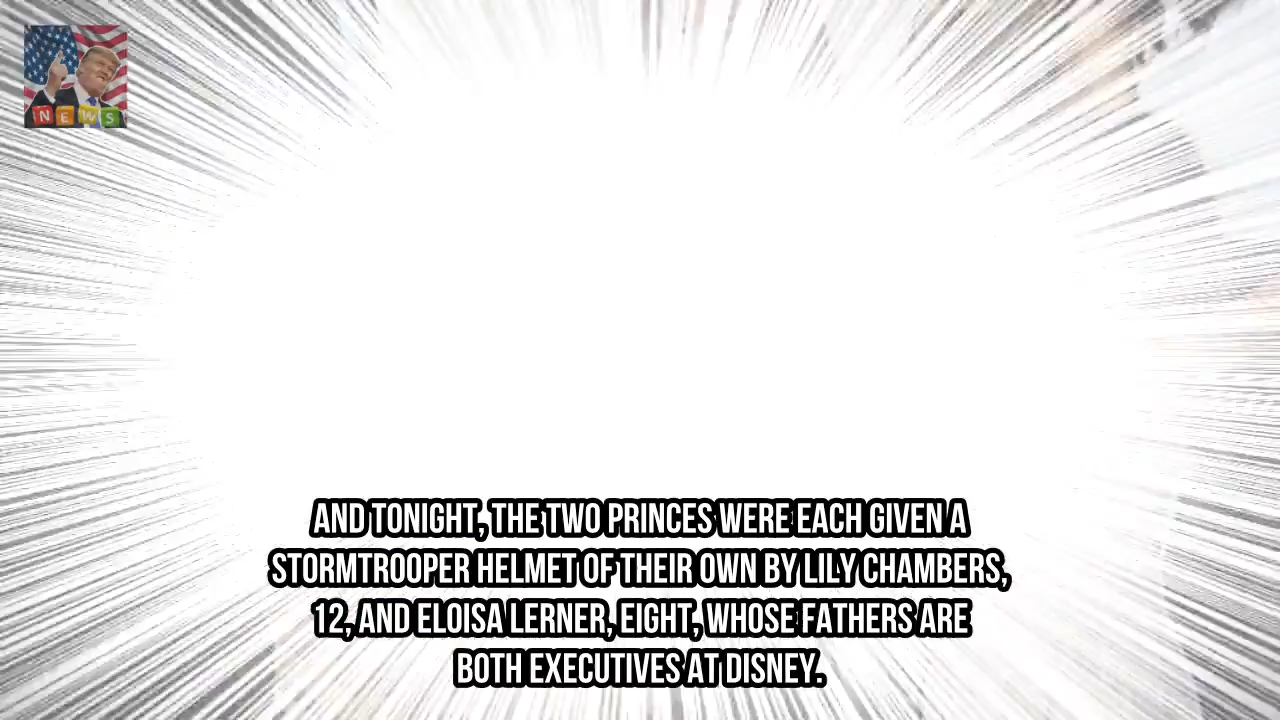 NEWS
AND TONIGHT, THE TWO PRINCES WERE EACH GIVEN A
STORMTROOPER HELMET OF THEIR OWN BY LILY CHAMBERS,
12, AND ELOISA LERNER, EIGHT, WHOSE FATHERS ARE
BOTH EXECUTIVES AT DISNEY.